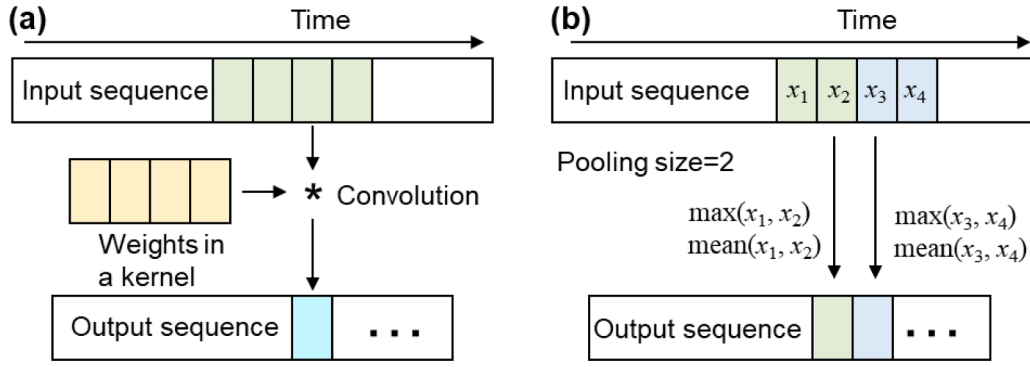 (a)
Time
Input sequence
*
Convolution
Weights in
a kernel
Output sequence
...
(b)
Time
Input sequence
x1
x2
x3
x4
Pooling size=2
max(x1, x2)
mean(x1, x2)
max(x3, x4)
mean(x3, x4)
Output sequence
...